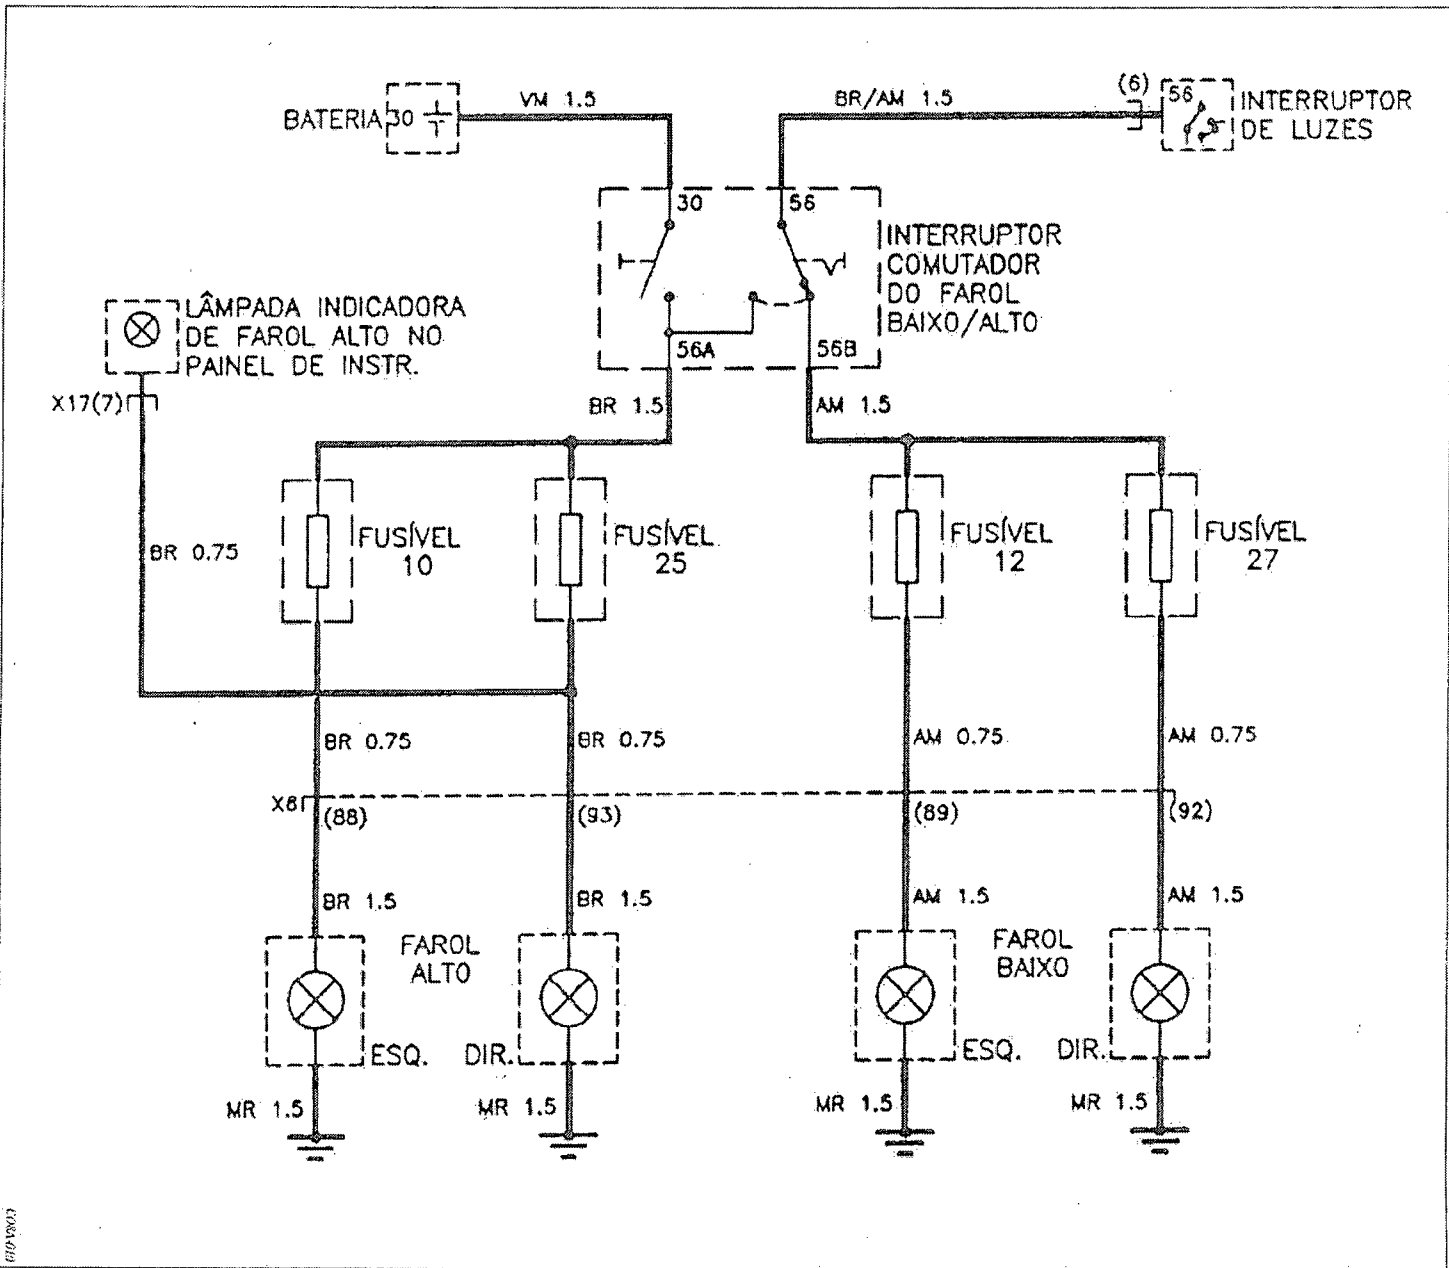 BATERIA
30
VM 1.5
BR/AM 1.5
(6)
56
INTERRUPTOR
DE LUZES
30
56
INTERRUPTOR
COMUTADOR
DO FAROL
BAIXO/ALTO
56A
56B
LÂMPADA INDICADORA
DE FAROL ALTO NO
PAINEL DE INSTR.
X17(7)
BR 1.5
AM 1.5
BR 0.75
FUSÍVEL
10
FUSÍVEL
25
FUSÍVEL
12
FUSÍVEL
27
BR 0.75
BR 0.75
AM 0.75
AM 0.75
(88)
(93)
(89)
(92)
BR 1.5
BR 1.5
AM 1.5
AM 1.5
FAROL
ALTO
FAROL
BAIXO
ESQ.
DIR.
ESQ.
DIR.
MR 1.5
MR 1.5
MR 1.5
MR 1.5